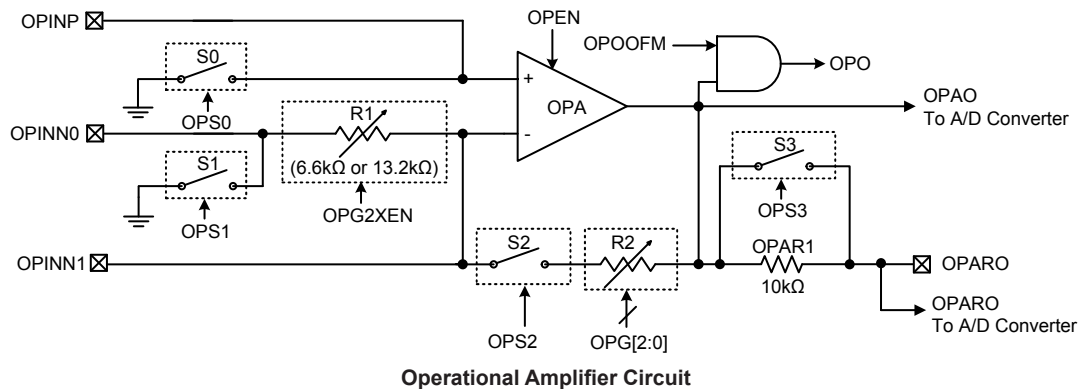 OPINP
OPEN
OPOOFM
OPO
S0
OPS0
+
-
OPA
OPAO
To A/D Converter
OPINN0
R1
(6.6kΩ or 13.2kΩ)
OPG2XEN
S1
OPS1
S3
OPS3
OPINN1
S2
OPS2
R2
OPG[2:0]
OPAR1
10kΩ
OPARO
OPARO
To A/D Converter
Operational Amplifier Circuit